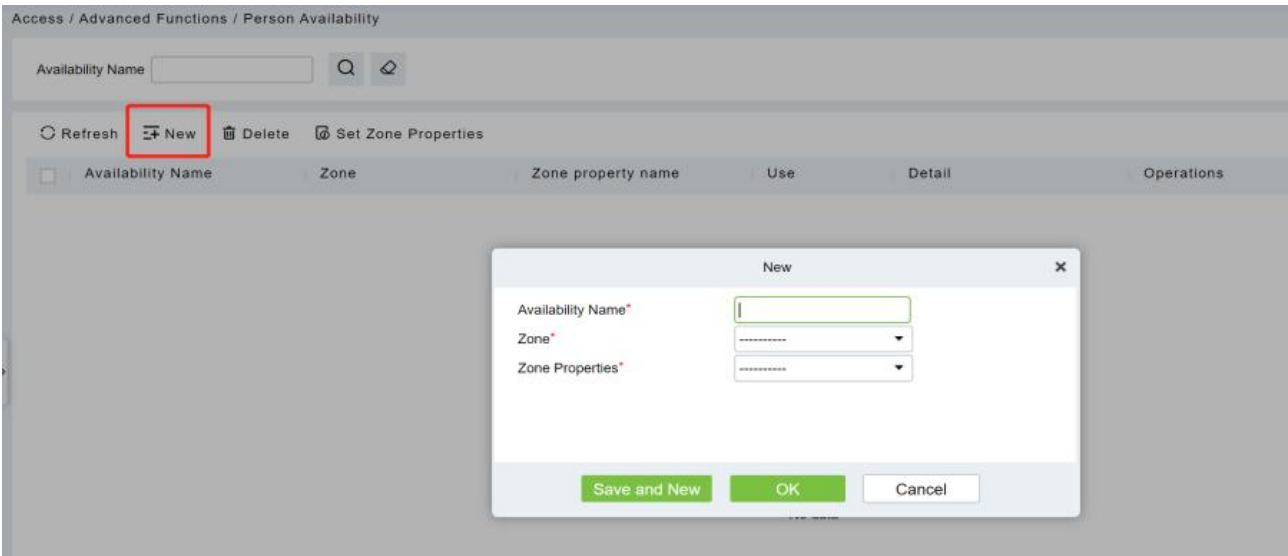 Access / Advanced Functions / Person Availability
Availability Name
Refresh New Delete Set Zone Properties
Availability Name Zone Zone property name Use Detail Operations
New
Availability Name*
Zone* ----------
Zone Properties* ----------
Save and New OK Cancel